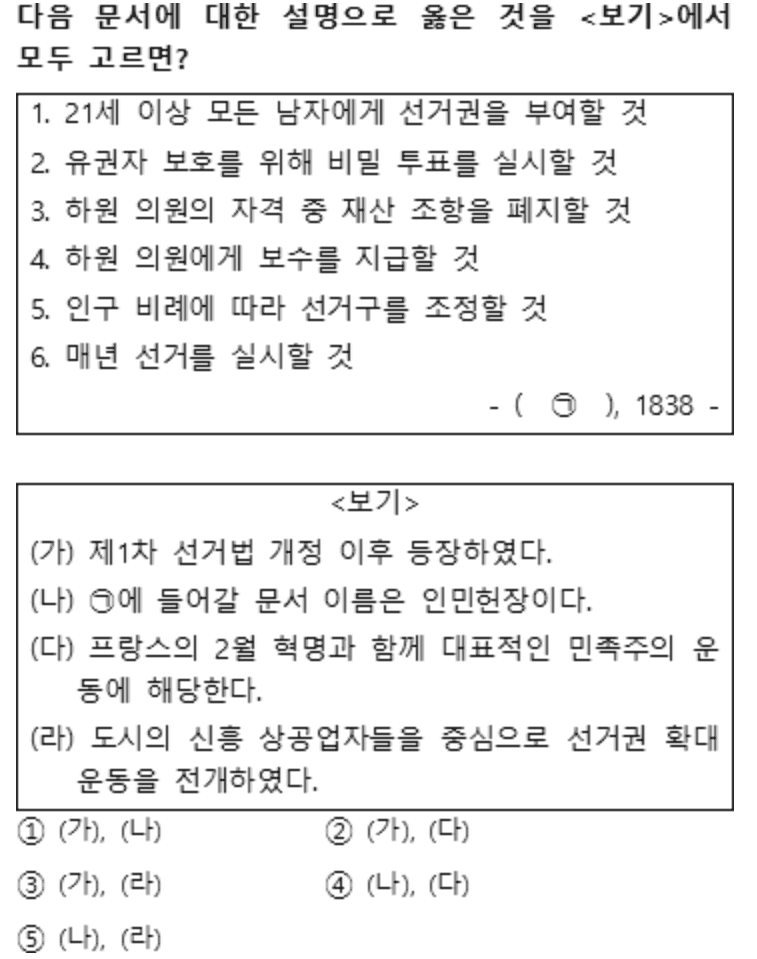 다음 문서에 대한 설명으로 옳은 것을 <보기>에서
모두 고르면?
1. 21세 이상 모든 남자에게 선거권을 부여할 것
2. 유권자 보호를 위해 비밀 투표를 실시할 것
3. 하원 의원의 자격 중 재산 조항을 폐지할 것
4. 하원 의원에게 보수를 지급할 것
5. 인구 비례에 따라 선거구를 조정할 것
6. 매년 선거를 실시할 것
- ( ㉠ ), 1838 -
<보기>
(가) 제1차 선거법 개정 이후 등장하였다.
(나) ㉠에 들어갈 문서 이름은 인민헌장이다.
(다) 프랑스의 2월 혁명과 함께 대표적인 민족주의 운
동에 해당한다.
(라) 도시의 신흥 상공업자들을 중심으로 선거권 확대
운동을 전개하였다.
① (가), (나) ② (가), (다)
③ (가), (라) ④ (나), (다)
⑤ (나), (라)